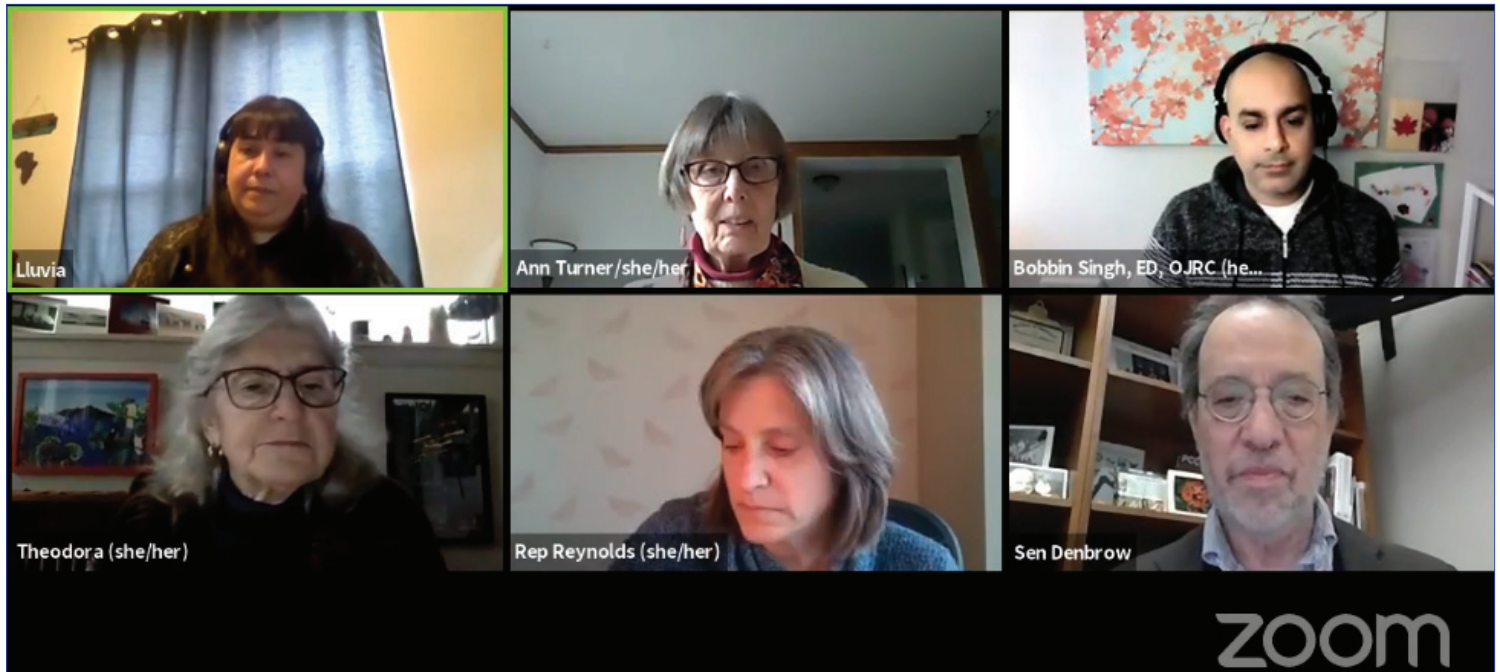 Lluvia
Ann Turner/she/her
Bobbin Singh, ED, OJRC (he...
Theodora (she/her)
Rep Reynolds (she/her)
Sen Denbrow
zoom